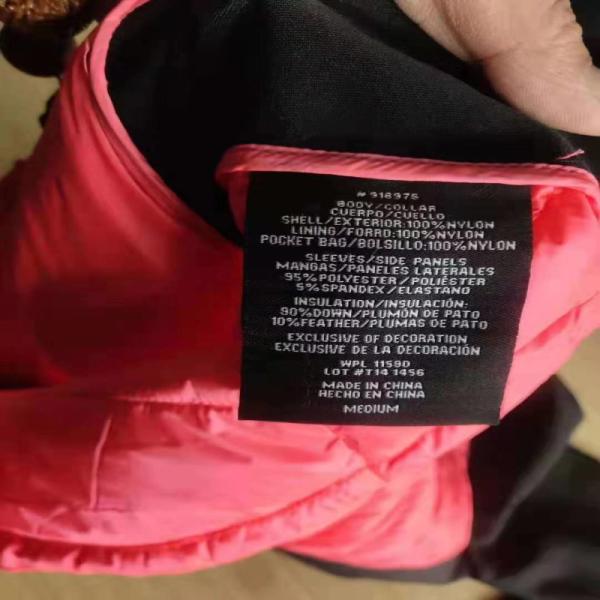 # 918975
BODY/COLLAR
CUERPO/CUELLO
SHELL/EXTERIOR:100%NYLON
LINING/FORRO:100%NYLON
POCKET BAG/BOLSILLO:100%NYLON
SLEEVES/SIDE PANELS
MANGAS/PANELES LATERALES
95%POLYESTER/POLIÉSTER
5%SPANDEX/ELASTANO
INSULATION/INSULACIÓN:
90%DOWN/PLUMÓN DE PATO
10%FEATHER/PLUMAS DE PATO
EXCLUSIVE OF DECORATION
EXCLUSIVE DE LA DECORACIÓN
WPL 11580
LOT #T14 1456
MADE IN CHINA
HECHO EN CHINA
MEDIUM